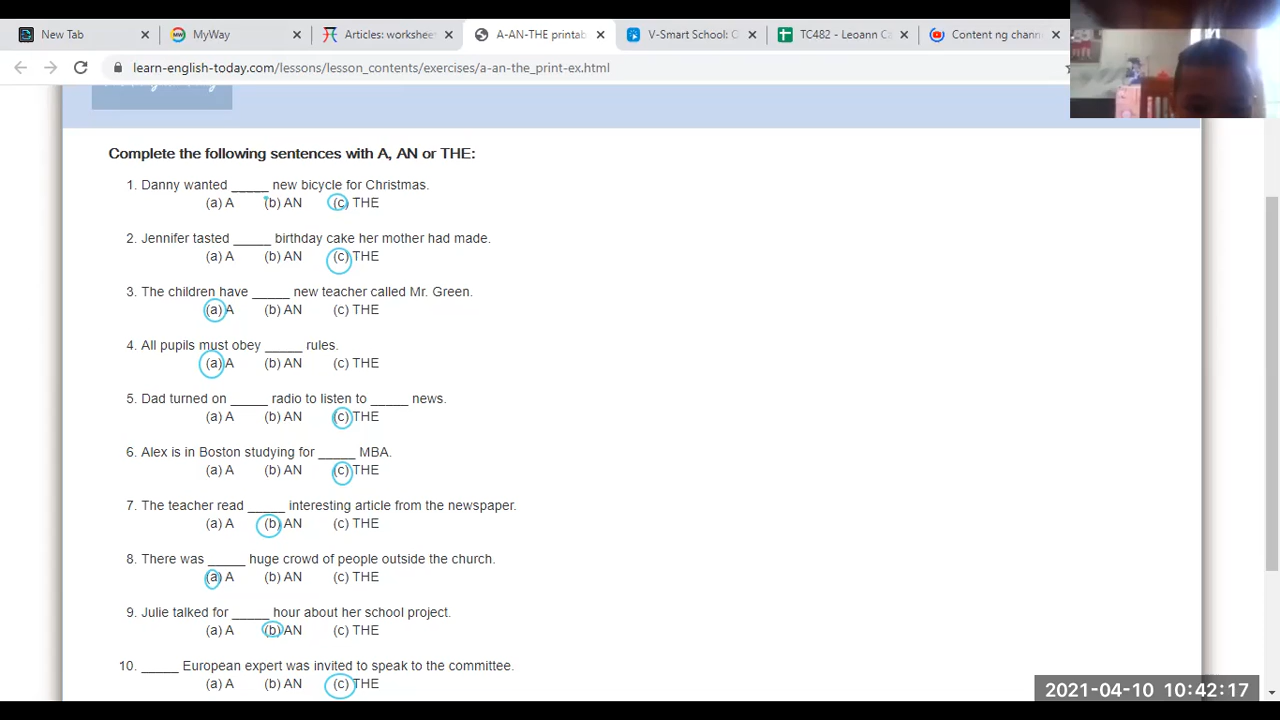 New Tab
MyWay
Articles: workshee
A-AN-THE printab
V-Smart School: C
TC482 - Leoann C
Content ng chann
learn-english-today.com/lessons/lesson_contents/exercises/a-an-the_print-ex.html
Complete the following sentences with A, AN or THE:
1. Danny wanted _____ new bicycle for Christmas.
(a) A (b) AN (c) THE
2. Jennifer tasted _____ birthday cake her mother had made.
(a) A (b) AN (c) THE
3. The children have _____ new teacher called Mr. Green.
(a) A (b) AN (c) THE
4. All pupils must obey _____ rules.
(a) A (b) AN (c) THE
5. Dad turned on _____ radio to listen to _____ news.
(a) A (b) AN (c) THE
6. Alex is in Boston studying for _____ MBA.
(a) A (b) AN (c) THE
7. The teacher read _____ interesting article from the newspaper.
(a) A (b) AN (c) THE
8. There was _____ huge crowd of people outside the church.
(a) A (b) AN (c) THE
9. Julie talked for _____ hour about her school project.
(a) A (b) AN (c) THE
10. _____ European expert was invited to speak to the committee.
(a) A (b) AN (c) THE
2021-04-10 10:42:17